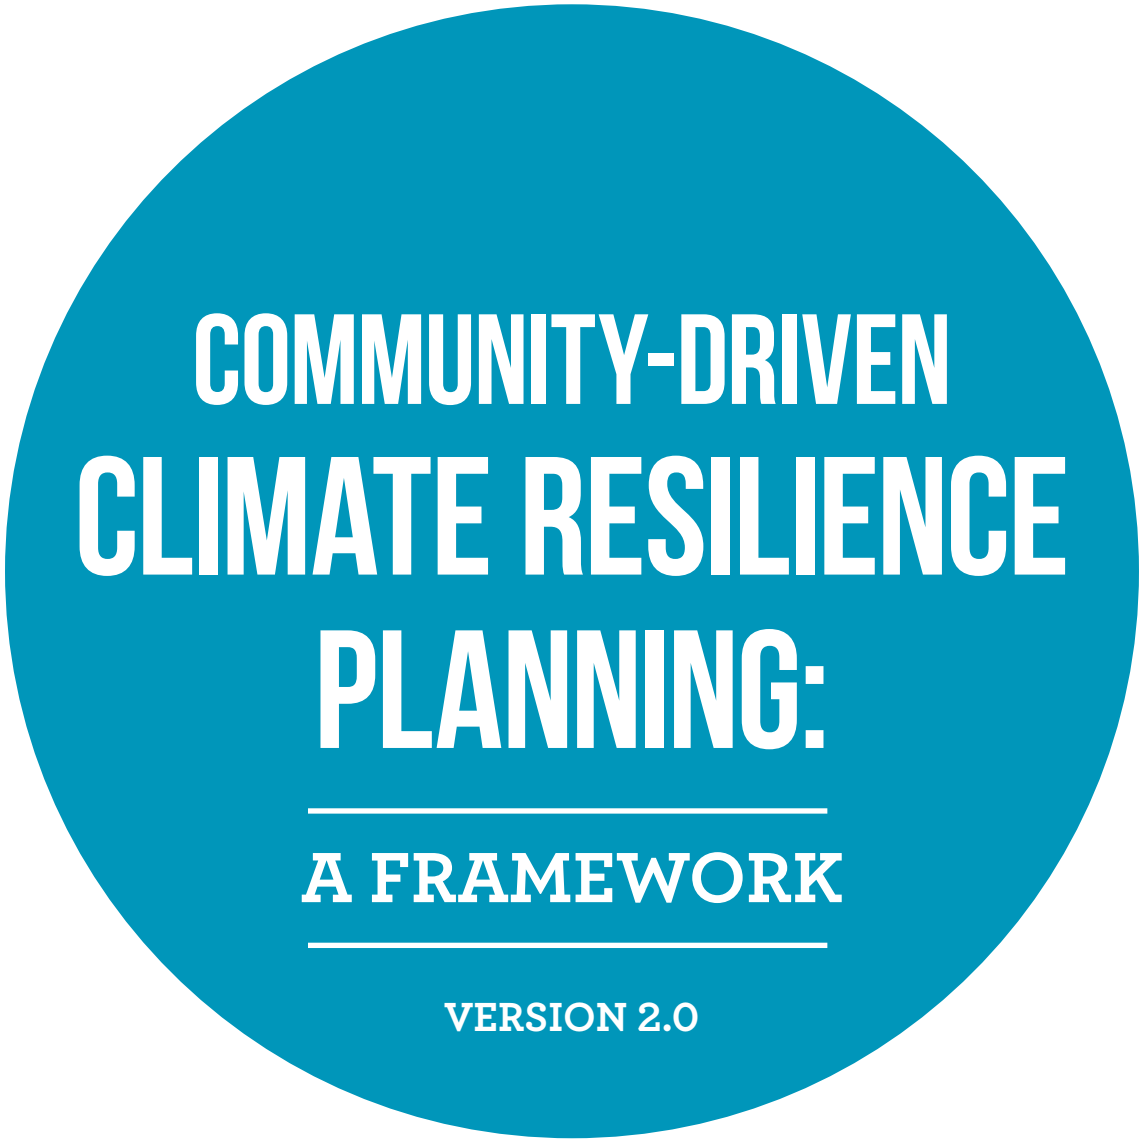 COMMUNITY-DRIVEN
CLIMATE RESILIENCE
PLANNING:
A FRAMEWORK
VERSION 2.0